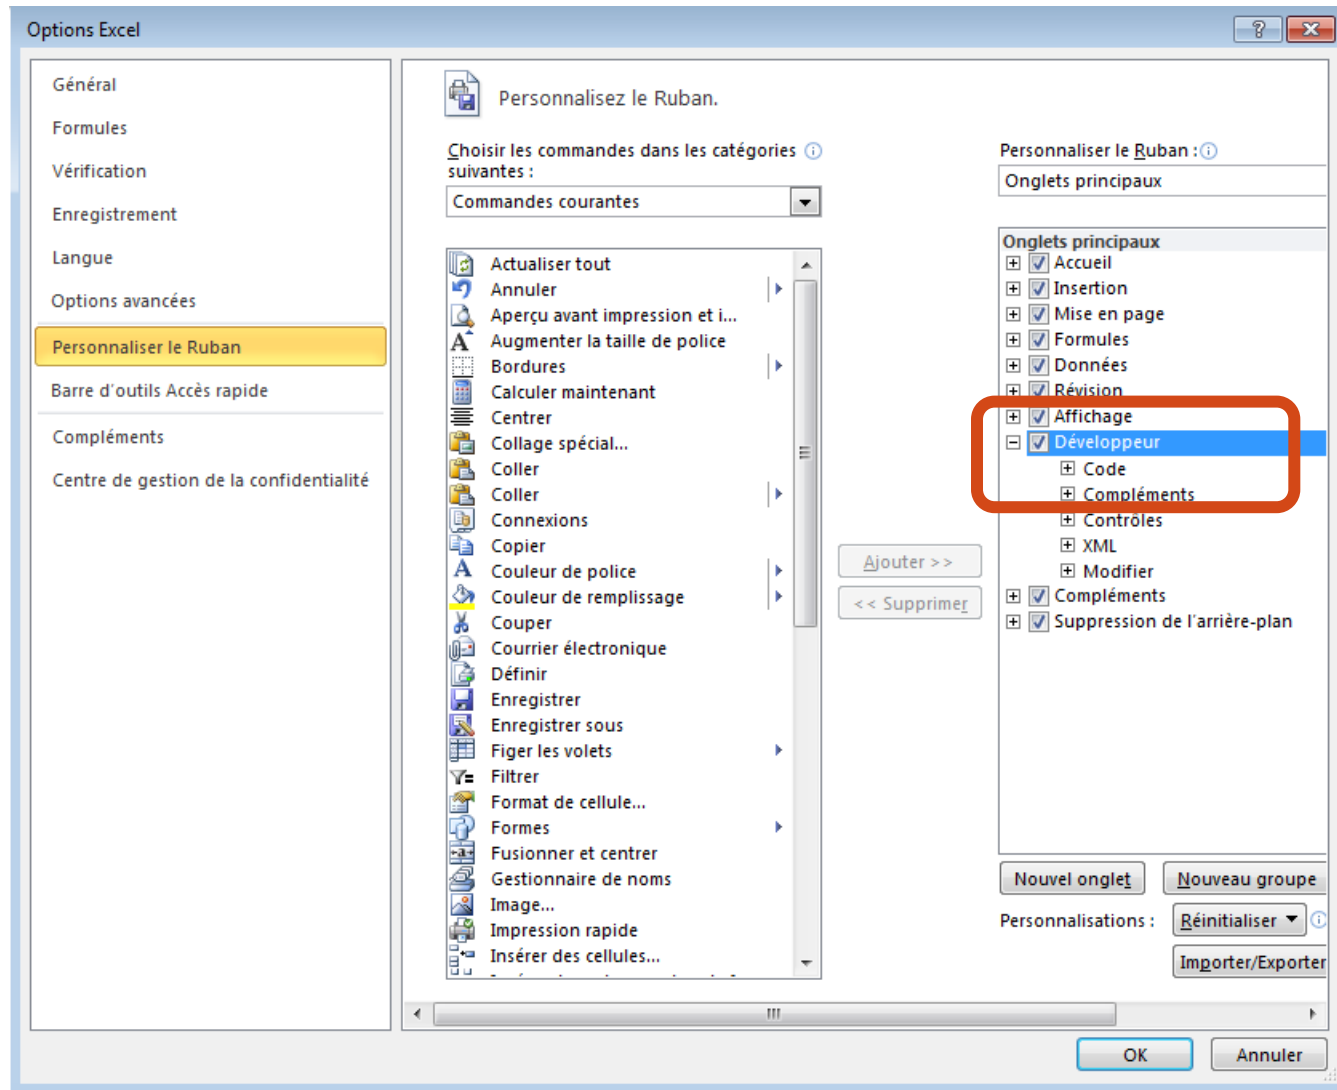 Options Excel
Général
Formules
Vérification
Enregistrement
Langue
Options avancées
Personnaliser le Ruban
Barre d'outils Accès rapide
Compléments
Centre de gestion de la confidentialité
Personnalisez le Ruban.
Choisir les commandes dans les catégories
suivantes :
Commandes courantes
Actualiser tout
Annuler
Aperçu avant impression et i...
Augmenter la taille de police
Bordures
Calculer maintenant
Centrer
Collage spécial...
Coller
Coller
Connexions
Copier
Couleur de police
Couleur de remplissage
Couper
Courrier électronique
Définir
Enregistrer
Enregistrer sous
Figer les volets
Filtrer
Format de cellule...
Formes
Fusionner et centrer
Gestionnaire de noms
Image...
Impression rapide
Insérer des cellules...
Ajouter >>
<< Supprimer
Personnaliser le Ruban :
Onglets principaux
Onglets principaux
Accueil
Insertion
Mise en page
Formules
Données
Révision
Affichage
Développeur
Code
Compléments
Contrôles
XML
Modifier
Compléments
Suppression de l'arrière-plan
Nouvel onglet
Nouveau groupe
Personnalisations :
Réinitialiser
Importer/Exporter
OK
Annuler